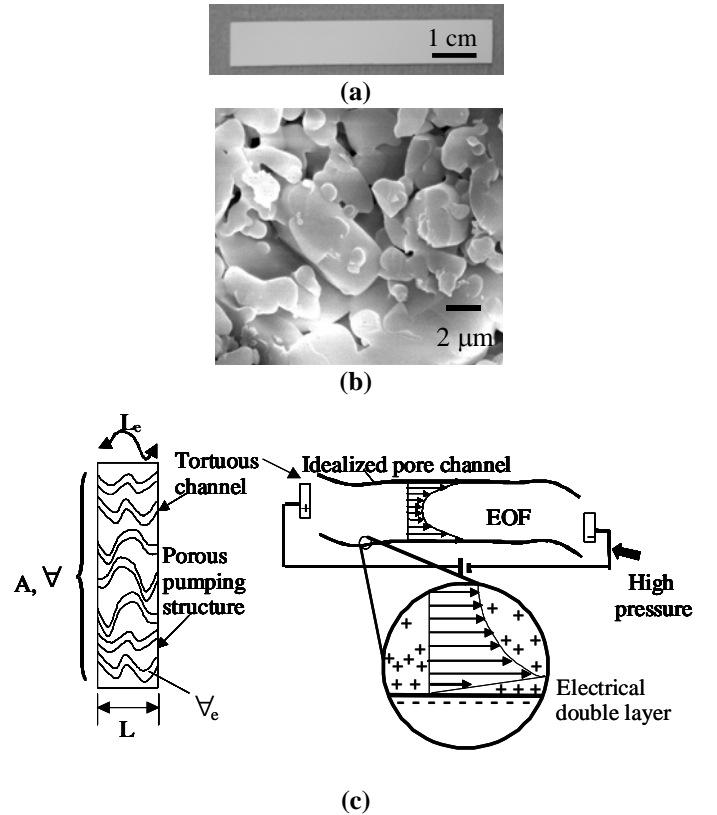 1 cm
(a)
2 μm
(b)
Lₑ
Tortuous
channel
Idealized pore channel
+
EOF
-
A, ∀
Porous
pumping
structure
High
pressure
∀ₑ
L
+ + + + + + + + + + + + + + + +
- - - - - - - -
Electrical
double layer
(c)